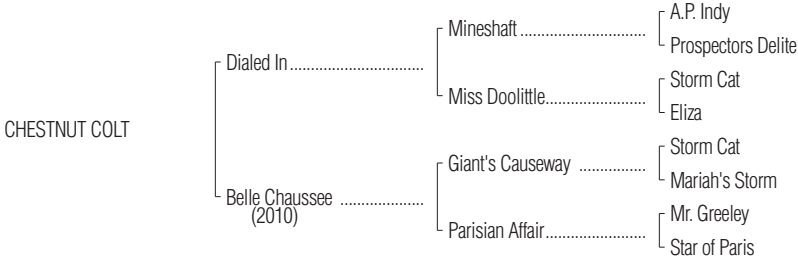 A.P. Indy
Mineshaft ..............................
Prospectors Delite
Dialed In................................
Storm Cat
Miss Doolittle........................
Eliza
CHESTNUT COLT
Storm Cat
Giant's Causeway ................
Mariah's Storm
Belle Chaussee ....................
(2010)
Mr. Greeley
Parisian Affair........................
Star of Paris